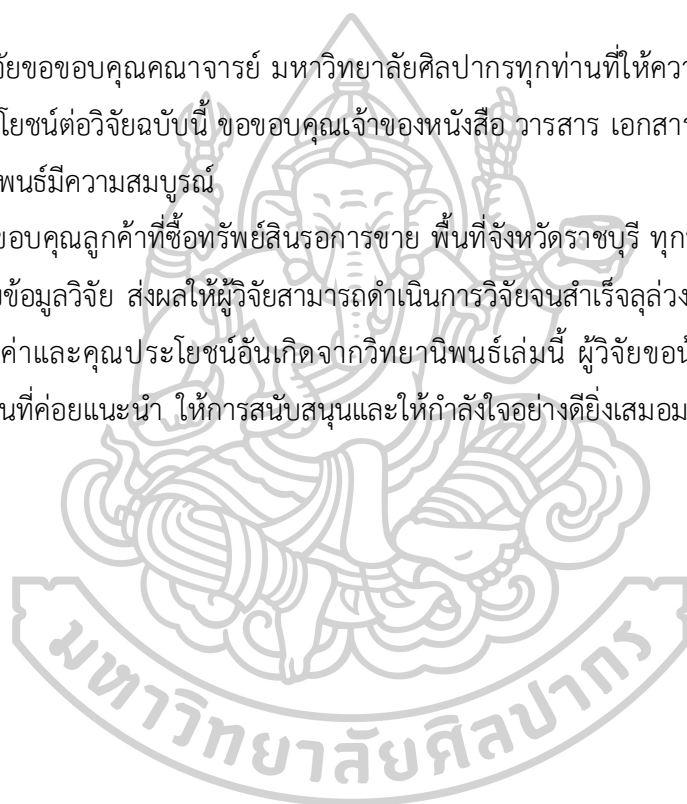 จัยขอขอบคุณคณาจารย์ มหาวิทยาลัยศิลปากรทุกท่านที่ให้ควา
โยชน์ต่อวิจัยฉบับนี้ ขอขอบคุณเจ้าของหนังสือ วารสาร เอกสาร
พนธ์มีความสมบูรณ์
ขอบคุณลูกค้าที่ซื้อทรัพย์สินรอการขาย พื้นที่จังหวัดราชบุรี ทุก
ข้อมูลวิจัย ส่งผลให้ผู้วิจัยสามารถดำเนินการวิจัยจนสำเร็จลุล่วง
ค่าและคุณประโยชน์อันเกิดจากวิทยานิพนธ์เล่มนี้ ผู้วิจัยขอน
นที่ค่อยแนะนำ ให้การสนับสนุนและให้กำลังใจอย่างดียิ่งเสมอม
มหาวิทยาลัยศิลปากร